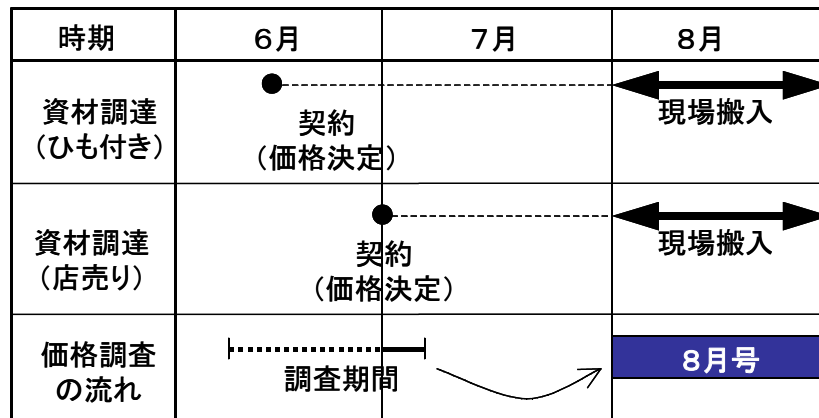 時期
6月
7月
8月
資材調達
（ひも付き）
契約
（価格決定）
現場搬入
資材調達
（店売り）
契約
（価格決定）
現場搬入
価格調査
の流れ
調査期間
8月号